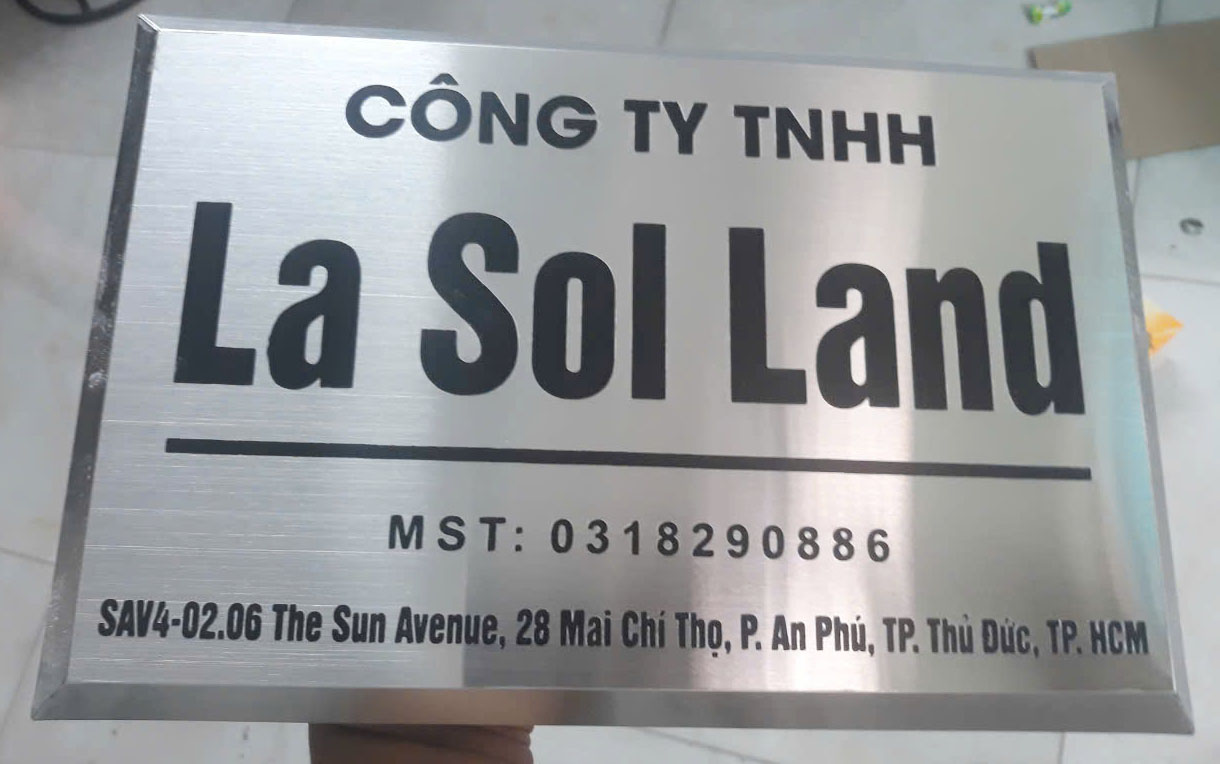 CÔNG TY TNHH
La Sol Land
MST: 0318290886
SAV4-02.06 The Sun Avenue, 28 Mai Chí Thọ, P. An Phú, TP. Thủ Đức, TP. HCM